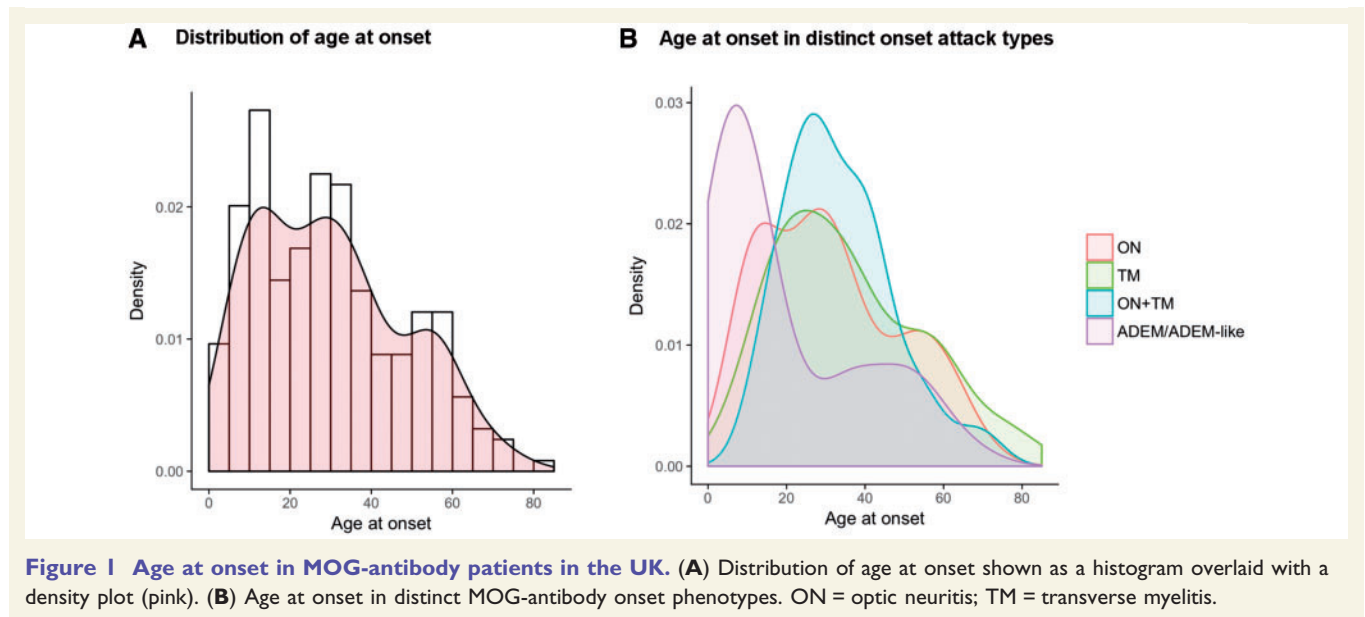 A Distribution of age at onset
0.02
0.01
0.00
Density
0 20 40 60 80
Age at onset
B Age at onset in distinct onset attack types
0.03
0.02
0.01
0.00
Density
0 20 40 60 80
Age at onset
ON
TM
ON+TM
ADEM/ADEM-like
Figure 1 Age at onset in MOG-antibody patients in the UK. (A) Distribution of age at onset shown as a histogram overlaid with a
density plot (pink). (B) Age at onset in distinct MOG-antibody onset phenotypes. ON = optic neuritis; TM = transverse myelitis.